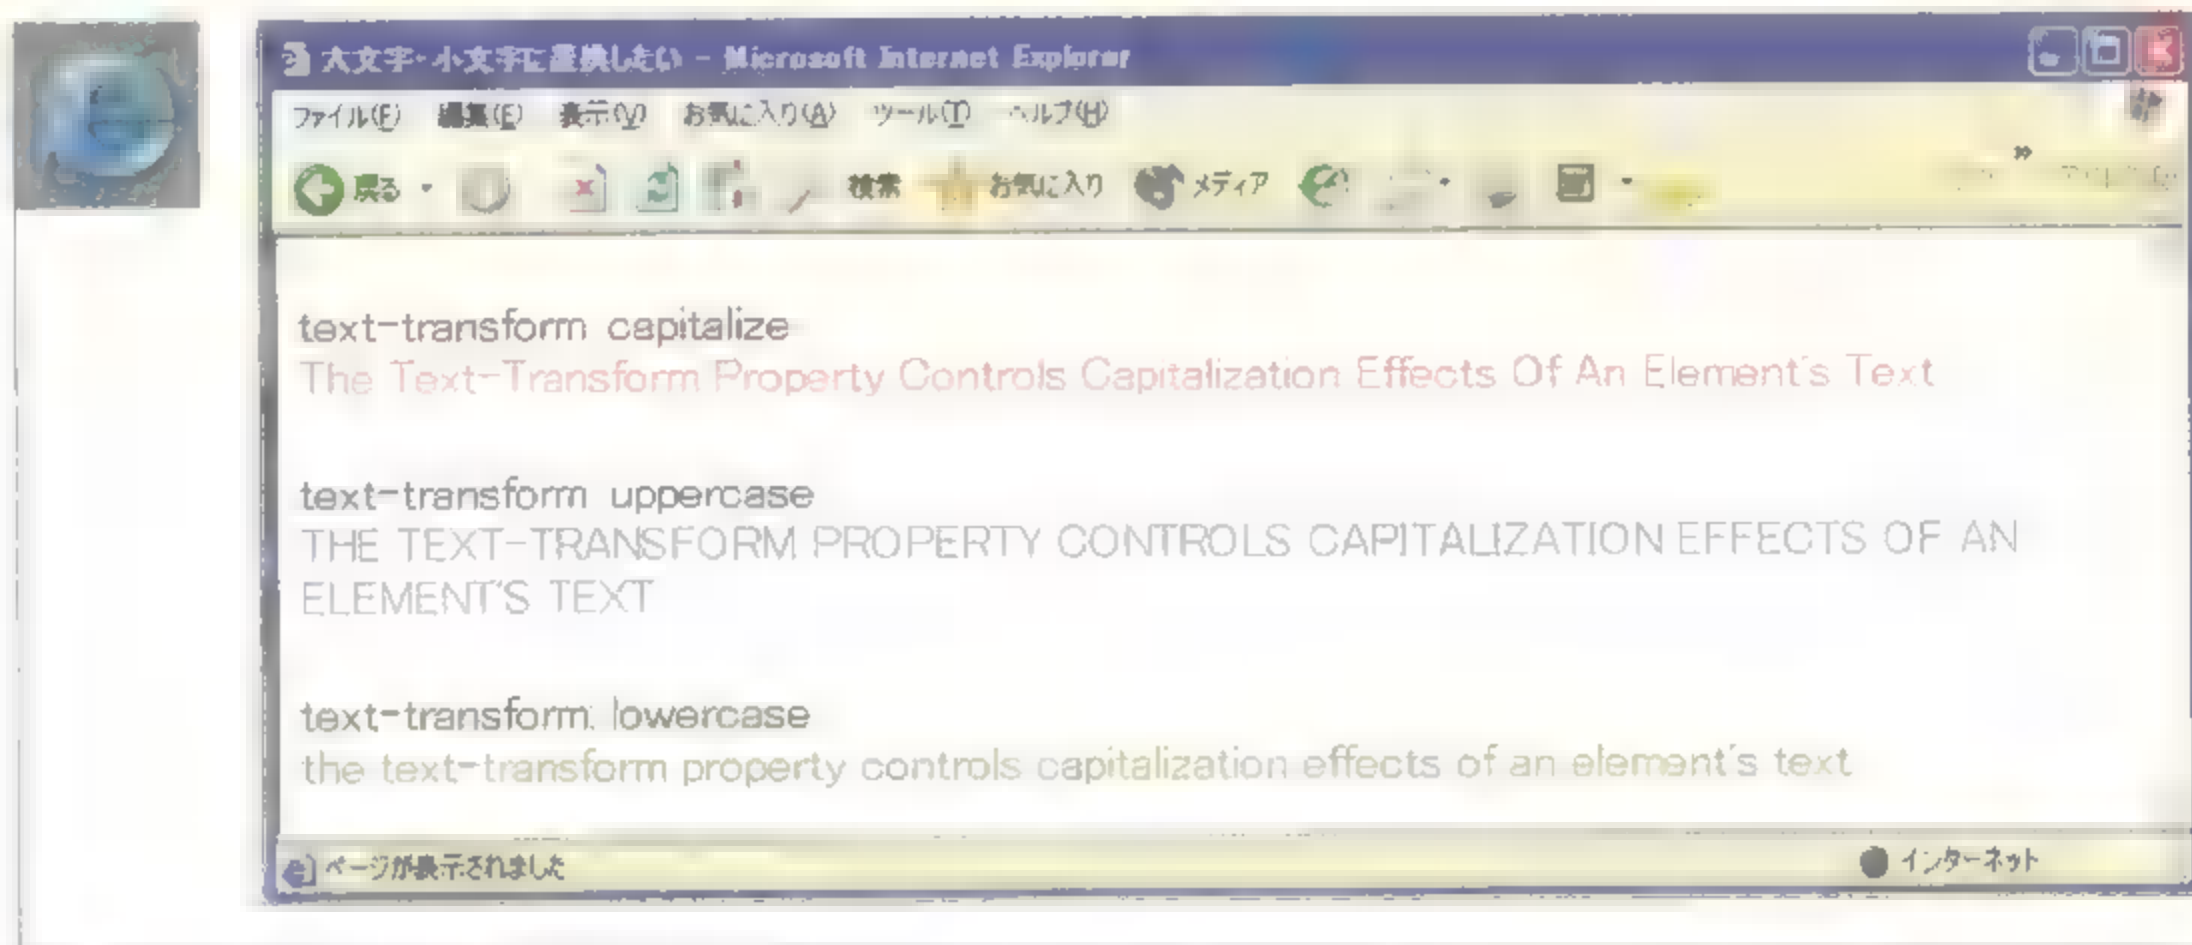 大文字・小文字に置換したい - Microsoft Internet Explorer
ファイル(F) 編集(E) 表示(V) お気に入り(A) ツール(T) ヘルプ(H)
戻る 検索 お気に入り メディア »
text-transform capitalize
The Text-Transform Property Controls Capitalization Effects Of An Element's Text
text-transform uppercase
THE TEXT-TRANSFORM PROPERTY CONTROLS CAPITALIZATION EFFECTS OF AN
ELEMENT'S TEXT
text-transform: lowercase
the text-transform property controls capitalization effects of an element's text
ページが表示されました インターネット